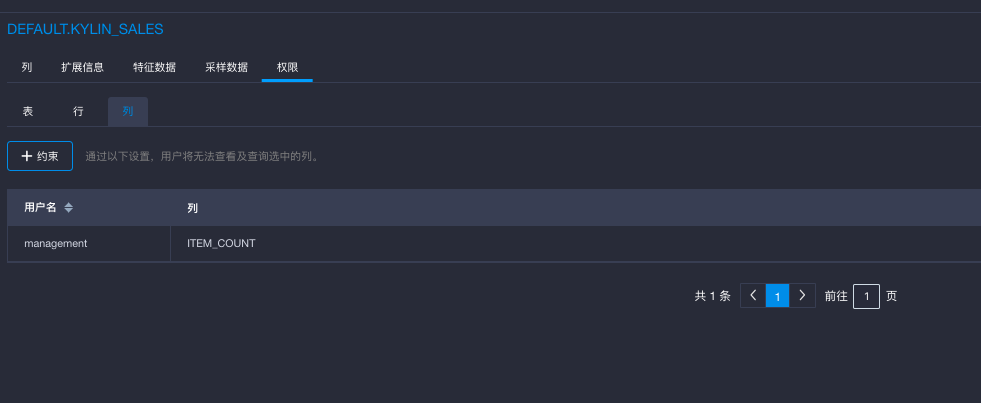 DEFAULT.KYLIN_SALES
列 扩展信息 特征数据 采样数据 权限
表 行 列
+ 约束 通过以下设置，用户将无法查看及查询选中的列。
用户名 列
management ITEM_COUNT
共 1 条 < 1 > 前往 1 页